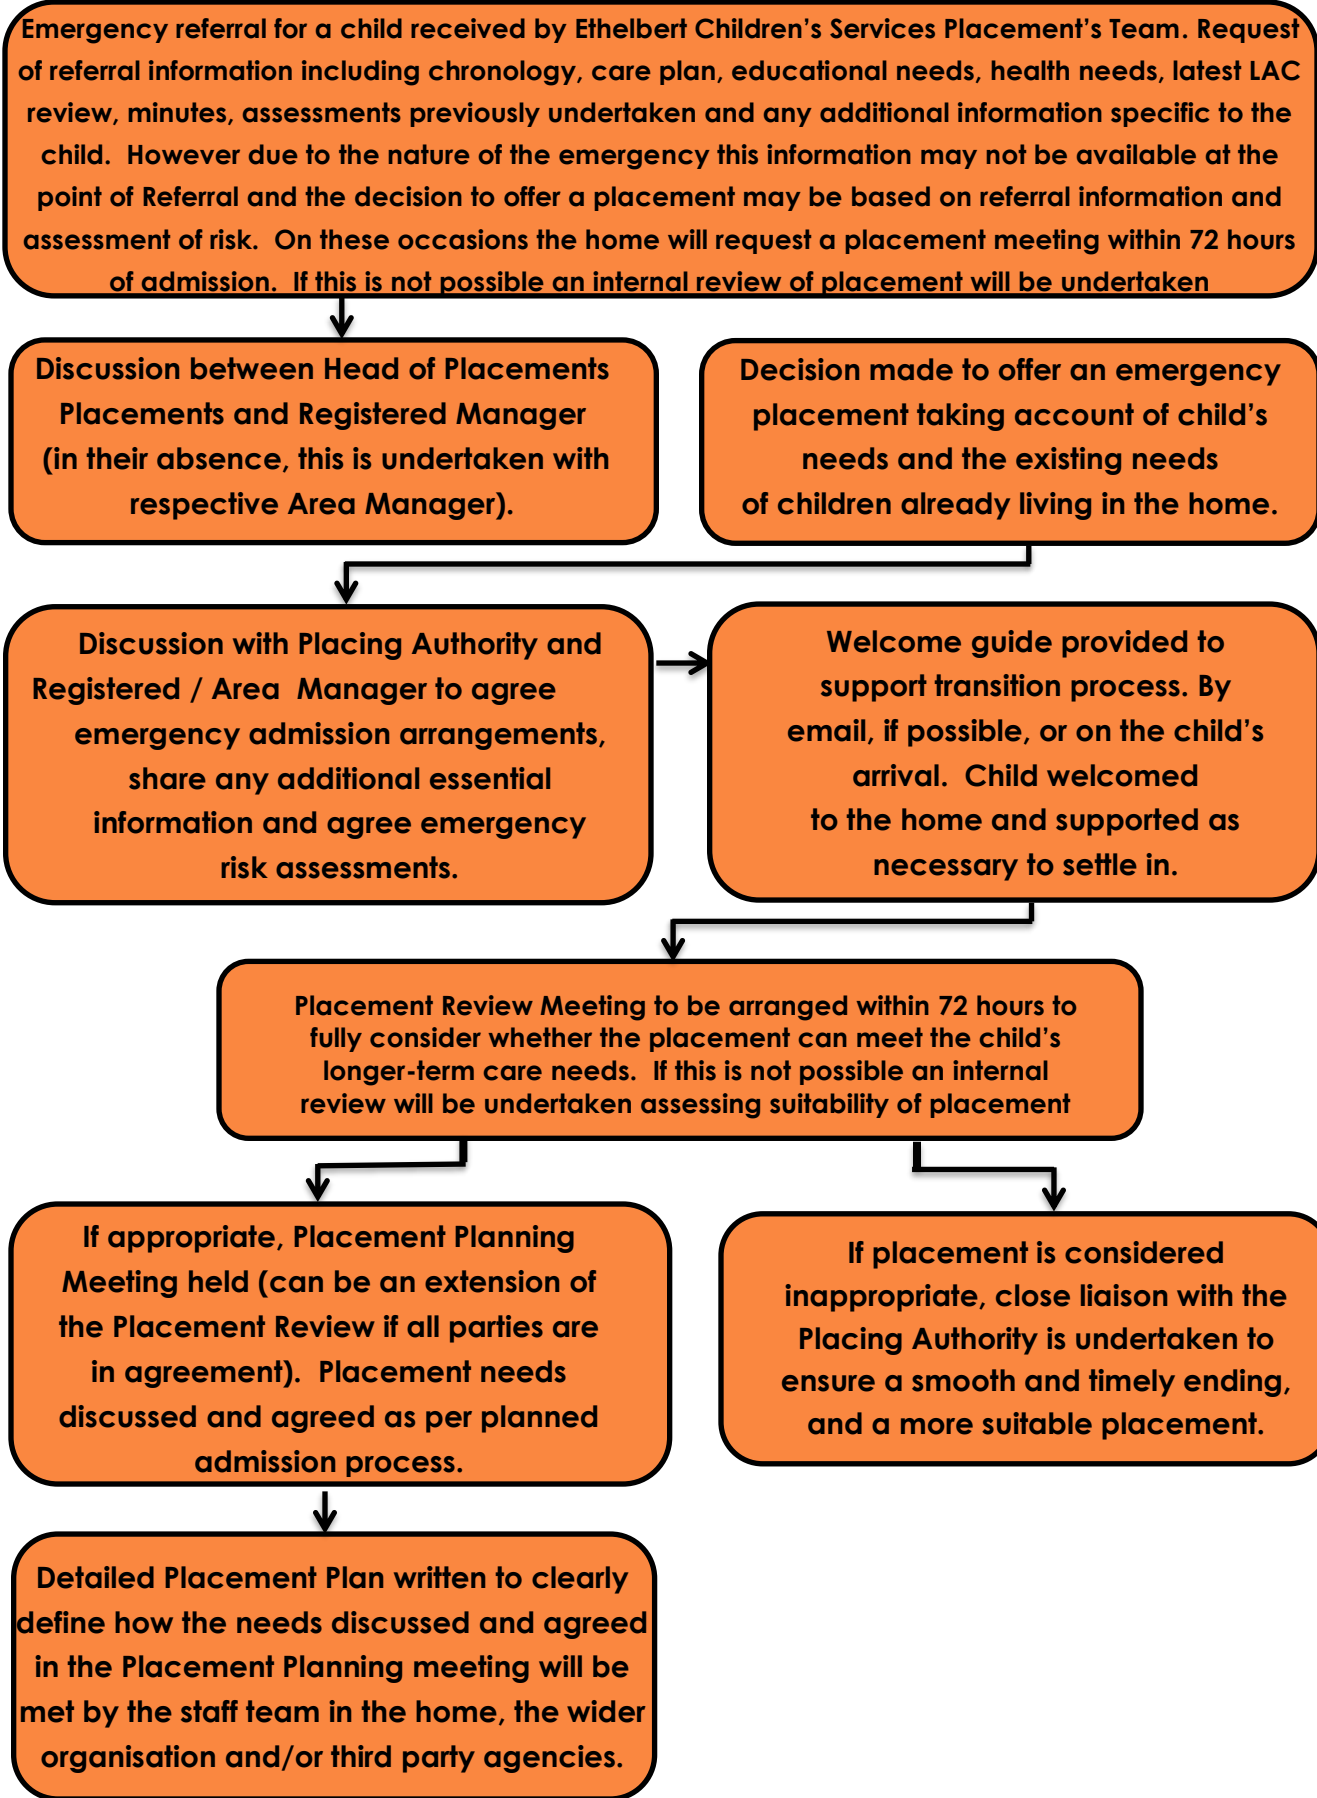 Emergency referral for a child received by Ethelbert Children’s Services Placement’s Team. Request
of referral information including chronology, care plan, educational needs, health needs, latest LAC
review, minutes, assessments previously undertaken and any additional information specific to the
child. However due to the nature of the emergency this information may not be available at the
point of Referral and the decision to offer a placement may be based on referral information and
assessment of risk. On these occasions the home will request a placement meeting within 72 hours
of admission. If this is not possible an internal review of placement will be undertaken
Discussion between Head of Placements
Placements and Registered Manager
(in their absence, this is undertaken with
respective Area Manager).
Decision made to offer an emergency
placement taking account of child’s
needs and the existing needs
of children already living in the home.
Discussion with Placing Authority and
Registered / Area Manager to agree
emergency admission arrangements,
share any additional essential
information and agree emergency
risk assessments.
Welcome guide provided to
support transition process. By
email, if possible, or on the child’s
arrival. Child welcomed
to the home and supported as
necessary to settle in.
Placement Review Meeting to be arranged within 72 hours to
fully consider whether the placement can meet the child’s
longer-term care needs. If this is not possible an internal
review will be undertaken assessing suitability of placement
If appropriate, Placement Planning
Meeting held (can be an extension of
the Placement Review if all parties are
in agreement). Placement needs
discussed and agreed as per planned
admission process.
If placement is considered
inappropriate, close liaison with the
Placing Authority is undertaken to
ensure a smooth and timely ending,
and a more suitable placement.
Detailed Placement Plan written to clearly
define how the needs discussed and agreed
in the Placement Planning meeting will be
met by the staff team in the home, the wider
organisation and/or third party agencies.